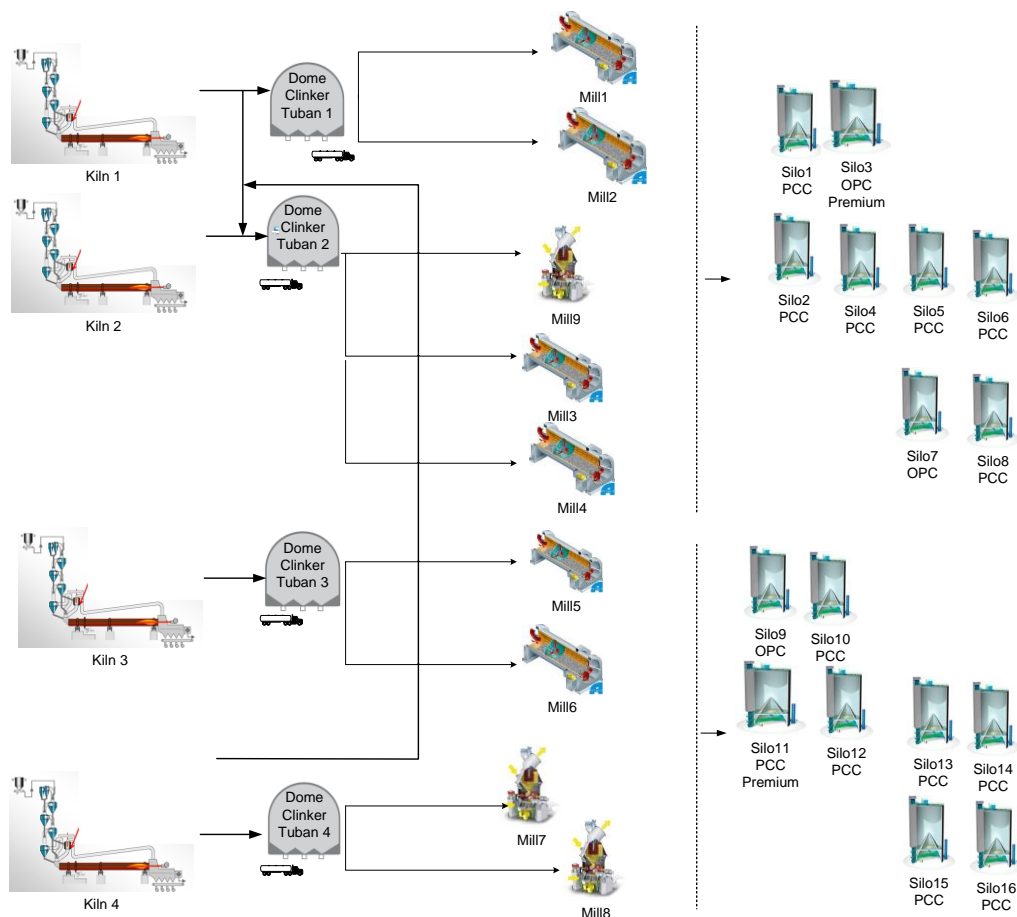 Kiln 1
Kiln 2
Kiln 3
Kiln 4
Dome
Clinker
Tuban 1
Dome
Clinker
Tuban 2
Dome
Clinker
Tuban 3
Dome
Clinker
Tuban 4
Mill1
Mill2
Mill9
Mill3
Mill4
Mill5
Mill6
Mill7
Mill8
Silo1
PCC
Silo3
OPC
Premium
Silo2
PCC
Silo4
PCC
Silo5
PCC
Silo6
PCC
Silo7
OPC
Silo8
PCC
Silo9
OPC
Silo10
PCC
Silo11
PCC
Premium
Silo12
PCC
Silo13
PCC
Silo14
PCC
Silo15
PCC
Silo16
PCC